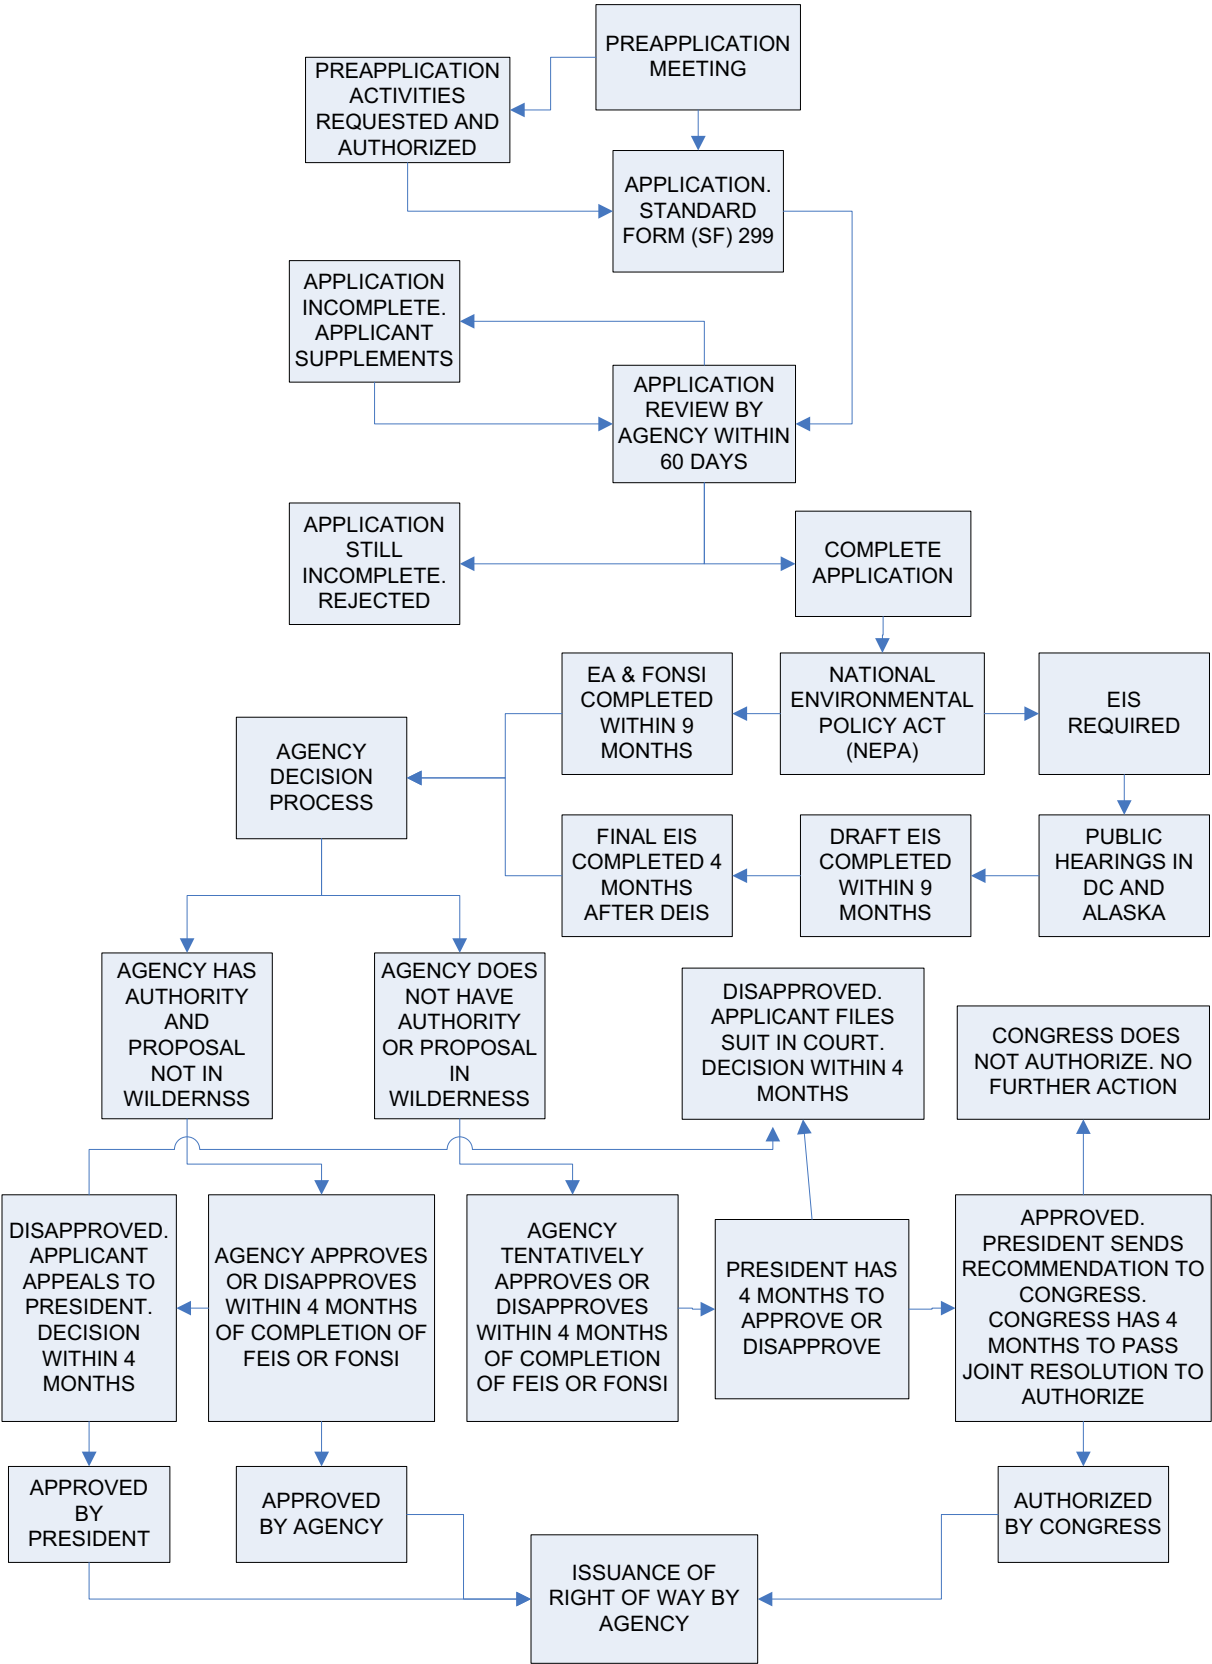 PREAPPLICATION
MEETING
PREAPPLICATION
ACTIVITIES
REQUESTED AND
AUTHORIZED
APPLICATION.
STANDARD
FORM (SF) 299
APPLICATION
INCOMPLETE.
APPLICANT
SUPPLEMENTS
APPLICATION
REVIEW BY
AGENCY WITHIN
60 DAYS
APPLICATION
STILL
INCOMPLETE.
REJECTED
COMPLETE
APPLICATION
EA & FONSI
COMPLETED
WITHIN 9
MONTHS
NATIONAL
ENVIRONMENTAL
POLICY ACT
(NEPA)
EIS
REQUIRED
AGENCY
DECISION
PROCESS
FINAL EIS
COMPLETED 4
MONTHS
AFTER DEIS
DRAFT EIS
COMPLETED
WITHIN 9
MONTHS
PUBLIC
HEARINGS IN
DC AND
ALASKA
AGENCY HAS
AUTHORITY
AND
PROPOSAL
NOT IN
WILDERNSS
AGENCY DOES
NOT HAVE
AUTHORITY
OR PROPOSAL
IN
WILDERNESS
DISAPPROVED.
APPLICANT FILES
SUIT IN COURT.
DECISION WITHIN 4
MONTHS
CONGRESS DOES
NOT AUTHORIZE. NO
FURTHER ACTION
DISAPPROVED.
APPLICANT
APPEALS TO
PRESIDENT.
DECISION
WITHIN 4
MONTHS
AGENCY APPROVES
OR DISAPPROVES
WITHIN 4 MONTHS
OF COMPLETION OF
FEIS OR FONSI
AGENCY
TENTATIVELY
APPROVES OR
DISAPPROVES
WITHIN 4 MONTHS
OF COMPLETION
OF FEIS OR FONSI
PRESIDENT HAS
4 MONTHS TO
APPROVE OR
DISAPPROVE
APPROVED.
PRESIDENT SENDS
RECOMMENDATION TO
CONGRESS.
CONGRESS HAS 4
MONTHS TO PASS
JOINT RESOLUTION TO
AUTHORIZE
APPROVED
BY
PRESIDENT
APPROVED
BY AGENCY
AUTHORIZED
BY CONGRESS
ISSUANCE OF
RIGHT OF WAY BY
AGENCY